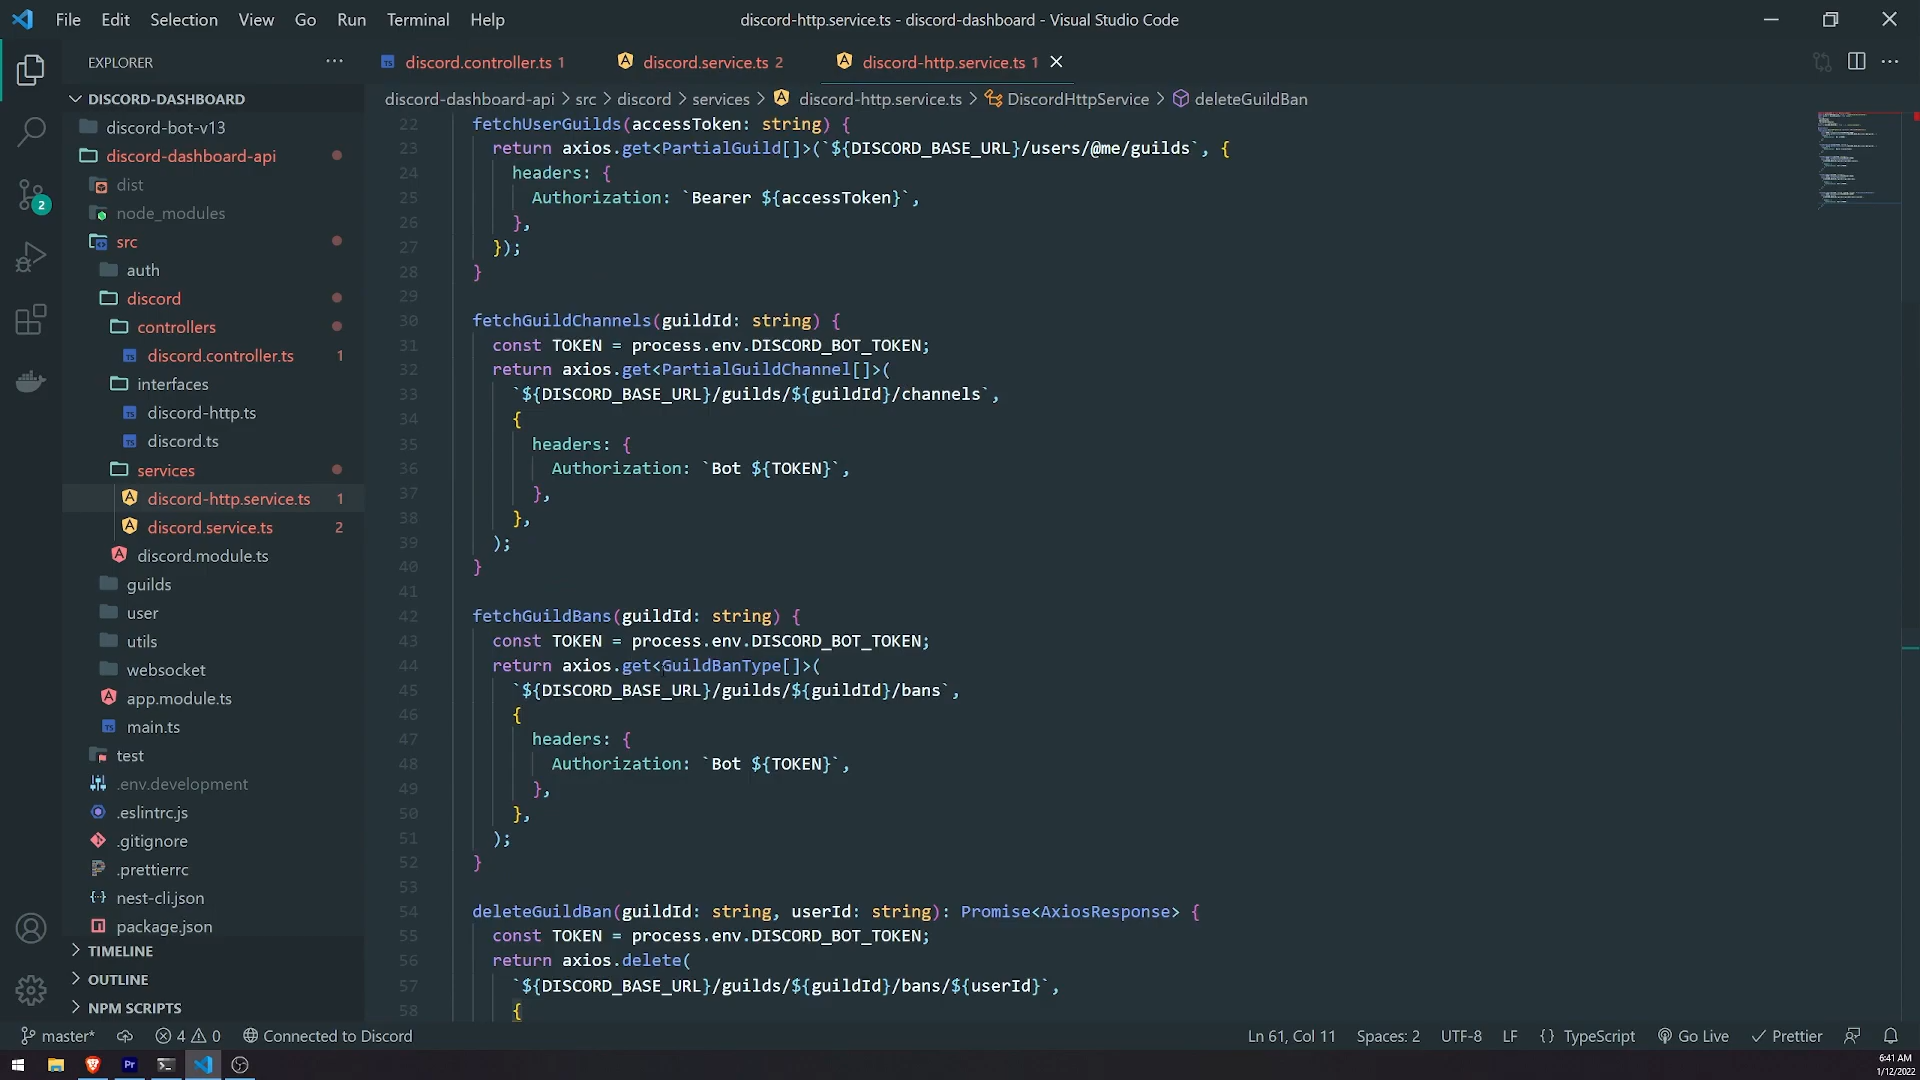 File Edit Selection View Go Run Terminal Help
discord-http.service.ts - discord-dashboard - Visual Studio Code
EXPLORER
discord.controller.ts 1
discord.service.ts 2
discord-http.service.ts 1
discord-dashboard-api > src > discord > services > discord-http.service.ts > DiscordHttpService > deleteGuildBan
DISCORD-DASHBOARD
discord-bot-v13
discord-dashboard-api
dist
node_modules
src
auth
discord
controllers
discord.controller.ts 1
interfaces
discord-http.ts
discord.ts
services
discord-http.service.ts 1
discord.service.ts 2
discord.module.ts
guilds
user
utils
websocket
app.module.ts
main.ts
test
.env.development
.eslintrc.js
.gitignore
.prettierrc
nest-cli.json
package.json
TIMELINE
OUTLINE
NPM SCRIPTS
2
22 fetchUserGuilds(accessToken: string) {
23 return axios.get<PartialGuild[]>(`${DISCORD_BASE_URL}/users/@me/guilds`, {
24 headers: {
25 Authorization: `Bearer ${accessToken}`,
26 },
27 });
28 }
29
30 fetchGuildChannels(guildId: string) {
31 const TOKEN = process.env.DISCORD_BOT_TOKEN;
32 return axios.get<PartialGuildChannel[]>(
33 `${DISCORD_BASE_URL}/guilds/${guildId}/channels`,
34 {
35 headers: {
36 Authorization: `Bot ${TOKEN}`,
37 },
38 },
39 );
40 }
41
42 fetchGuildBans(guildId: string) {
43 const TOKEN = process.env.DISCORD_BOT_TOKEN;
44 return axios.get<GuildBanType[]>(
45 `${DISCORD_BASE_URL}/guilds/${guildId}/bans`,
46 {
47 headers: {
48 Authorization: `Bot ${TOKEN}`,
49 },
50 },
51 );
52 }
53
54 deleteGuildBan(guildId: string, userId: string): Promise<AxiosResponse> {
55 const TOKEN = process.env.DISCORD_BOT_TOKEN;
56 return axios.delete(
57 `${DISCORD_BASE_URL}/guilds/${guildId}/bans/${userId}`,
58 {
master* 4 0 Connected to Discord
Ln 61, Col 11 Spaces: 2 UTF-8 LF {} TypeScript Go Live Prettier
Pr
6:41 AM
1/12/2022